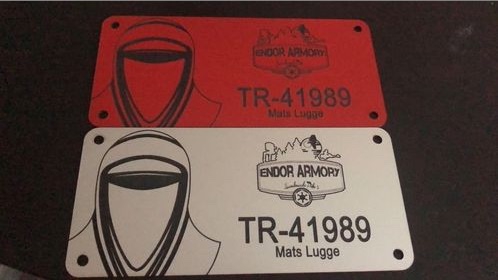 ENDOR ARMORY
TR-41989
Mats Lugge
ENDOR ARMORY
TR-41989
Mats Lugge